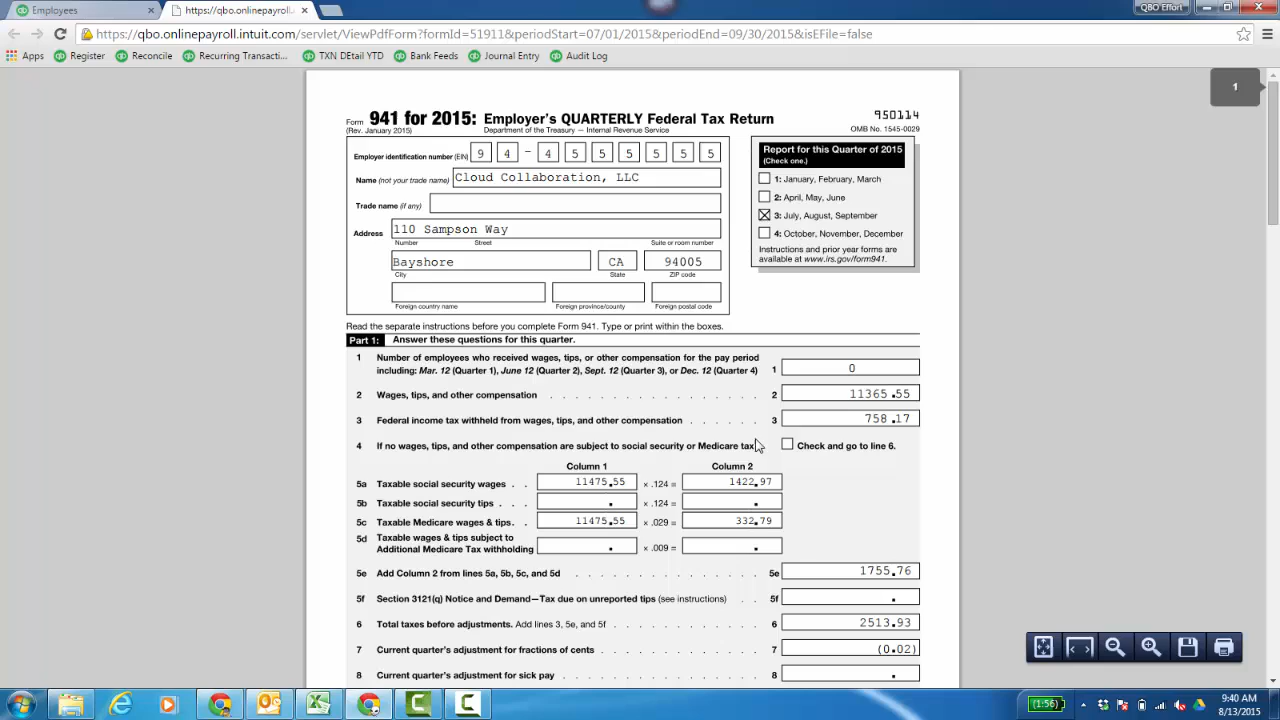 Employees
https://qbo.onlinepayroll.
QBO Effort
https://qbo.onlinepayroll.intuit.com/servlet/ViewPdfForm?formId=51911&periodStart=07/01/2015&periodEnd=09/30/2015&isEFile=false
Apps Register Reconcile Recurring Transacti... TXN DEtail YTD Bank Feeds Journal Entry Audit Log
1
Form 941 for 2015: Employer's QUARTERLY Federal Tax Return 950114
(Rev. January 2015) Department of the Treasury — Internal Revenue Service OMB No. 1545-0029
Employer identification number (EIN) 9 4 – 4 5 5 5 5 5 5
Name (not your trade name) Cloud Collaboration, LLC
Trade name (if any)
Address 110 Sampson Way
Number Street Suite or room number
Bayshore CA 94005
City State ZIP code
Foreign country name Foreign province/county Foreign postal code
Report for this Quarter of 2015
(Check one.)
1: January, February, March
2: April, May, June
3: July, August, September
4: October, November, December
Instructions and prior year forms are
available at www.irs.gov/form941.
Read the separate instructions before you complete Form 941. Type or print within the boxes.
Part 1: Answer these questions for this quarter.
1 Number of employees who received wages, tips, or other compensation for the pay period
including: Mar. 12 (Quarter 1), June 12 (Quarter 2), Sept. 12 (Quarter 3), or Dec. 12 (Quarter 4) 1 0
2 Wages, tips, and other compensation . . . . . . . . . . . . . . . 2 11365.55
3 Federal income tax withheld from wages, tips, and other compensation . . . . . . 3 758.17
4 If no wages, tips, and other compensation are subject to social security or Medicare tax Check and go to line 6.
Column 1 Column 2
5a Taxable social security wages . . 11475.55 × .124 = 1422.97
5b Taxable social security tips . . . . × .124 = .
5c Taxable Medicare wages & tips. . 11475.55 × .029 = 332.79
5d Taxable wages & tips subject to
Additional Medicare Tax withholding . × .009 = .
5e Add Column 2 from lines 5a, 5b, 5c, and 5d . . . . . . . . . . . . . 5e 1755.76
5f Section 3121(q) Notice and Demand—Tax due on unreported tips (see instructions) . . 5f .
6 Total taxes before adjustments. Add lines 3, 5e, and 5f . . . . . . . . . . . 6 2513.93
7 Current quarter's adjustment for fractions of cents . . . . . . . . . . . . 7 (0.02)
8 Current quarter's adjustment for sick pay . . . . . . . . . . . . . . 8 .
(1:56)
9:40 AM
8/13/2015